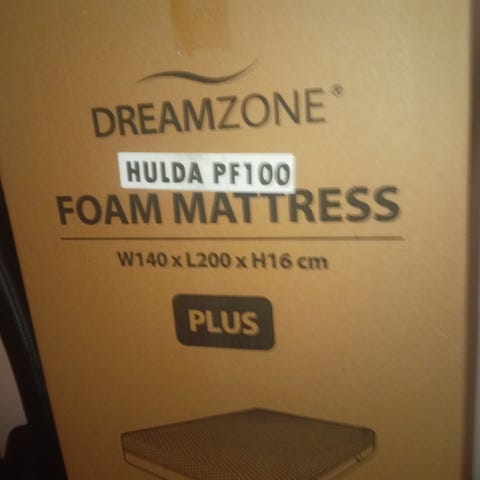 DREAMZONE®
HULDA PF100
FOAM MATTRESS
W140 x L200 x H16 cm
PLUS